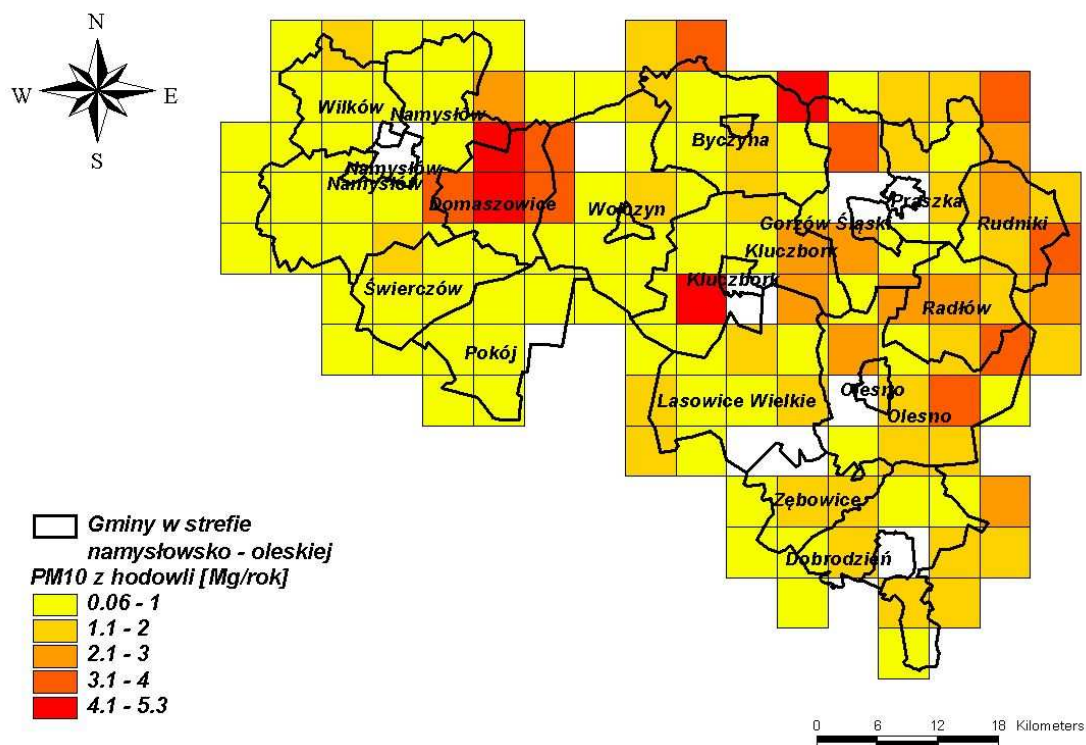 N
W E
S
Wilków
Namysłów
Byczyna
Namysłów
Namysłów
Domaszowice
Wołczyn
Praszka
Gorzów Śląski
Rudniki
Kluczbork
Kluczbork
Świerczów
Radłów
Pokój
Olesno
Lasowice Wielkie
Olesno
Zębowice
Dobrodzień
Gminy w strefie
namysłowsko - oleskiej
PM10 z hodowli [Mg/rok]
0.06 - 1
1.1 - 2
2.1 - 3
3.1 - 4
4.1 - 5.3
0 6 12 18 Kilometers